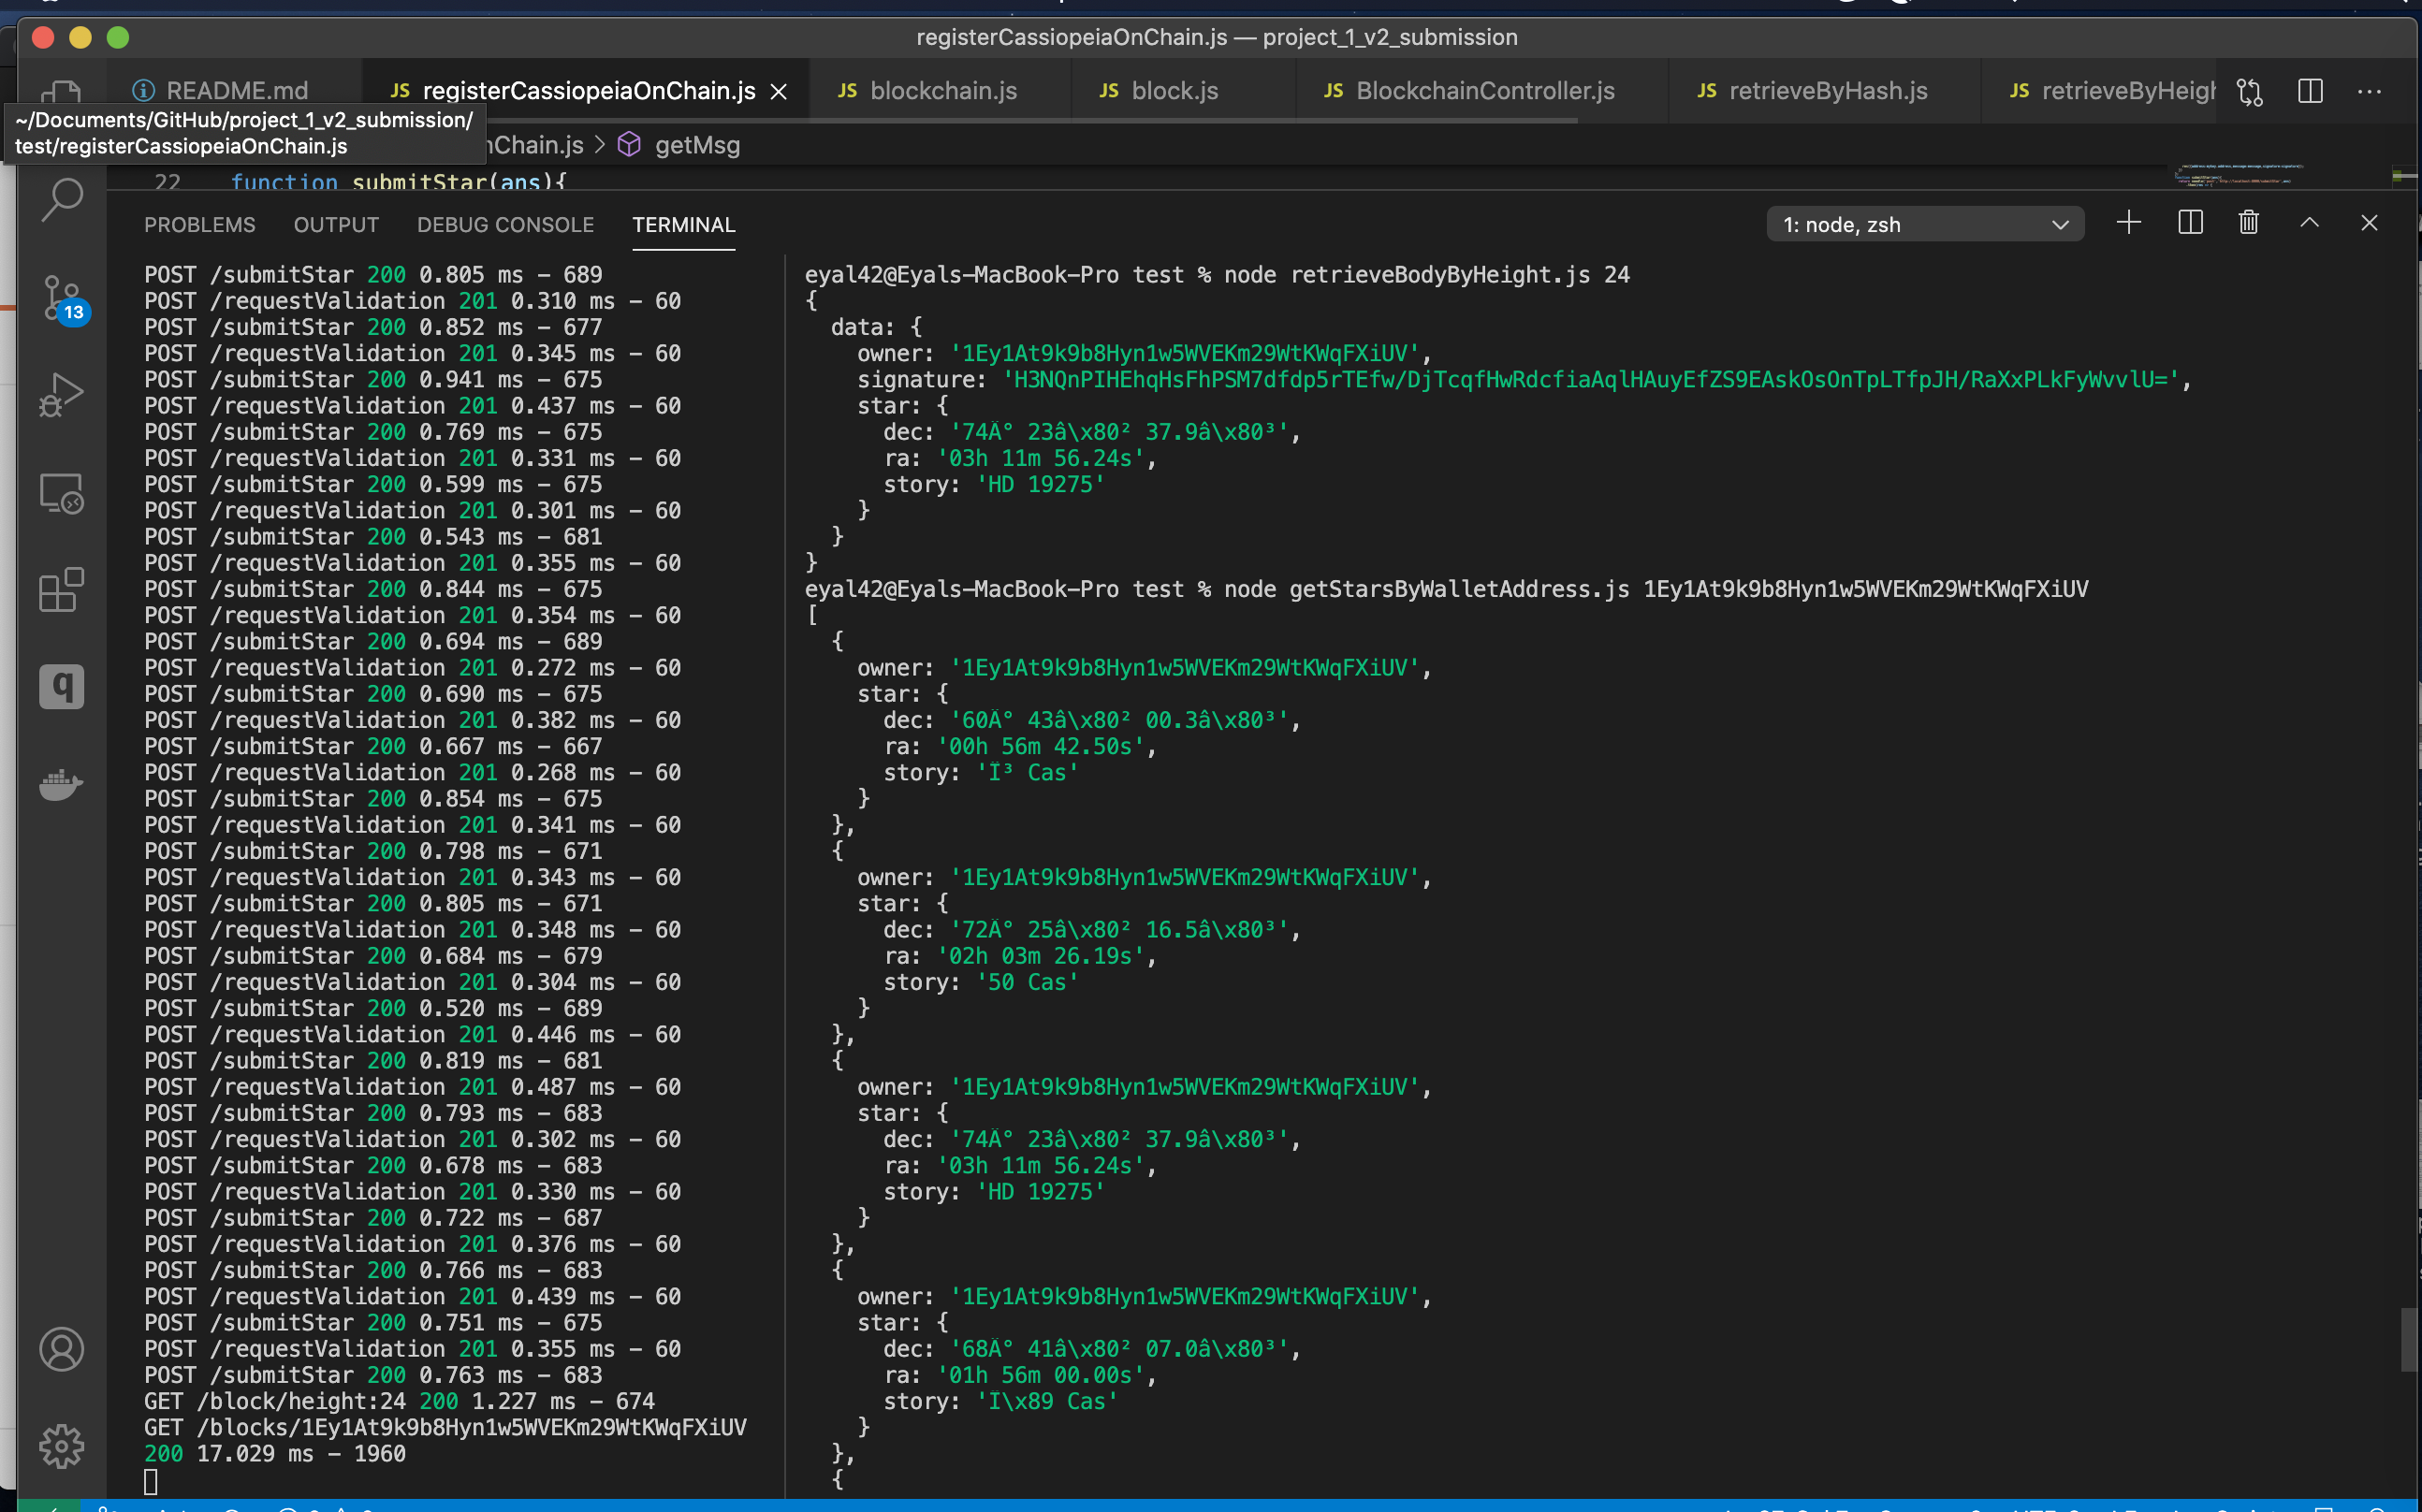 registerCassiopeiaOnChain.js — project_1_v2_submission
README.md
JS registerCassiopeiaOnChain.js
JS blockchain.js
JS block.js
JS BlockchainController.js
JS retrieveByHash.js
JS retrieveByHeigh
~/Documents/GitHub/project_1_v2_submission/
test/registerCassiopeiaOnChain.js
nChain.js > getMsg
22 function submitStar(ans){
13
PROBLEMS OUTPUT DEBUG CONSOLE TERMINAL
1: node, zsh
POST /submitStar 200 0.805 ms – 689
POST /requestValidation 201 0.310 ms – 60
POST /submitStar 200 0.852 ms – 677
POST /requestValidation 201 0.345 ms – 60
POST /submitStar 200 0.941 ms – 675
POST /requestValidation 201 0.437 ms – 60
POST /submitStar 200 0.769 ms – 675
POST /requestValidation 201 0.331 ms – 60
POST /submitStar 200 0.599 ms – 675
POST /requestValidation 201 0.301 ms – 60
POST /submitStar 200 0.543 ms – 681
POST /requestValidation 201 0.355 ms – 60
POST /submitStar 200 0.844 ms – 675
POST /requestValidation 201 0.354 ms – 60
POST /submitStar 200 0.694 ms – 689
POST /requestValidation 201 0.272 ms – 60
POST /submitStar 200 0.690 ms – 675
POST /requestValidation 201 0.382 ms – 60
POST /submitStar 200 0.667 ms – 667
POST /requestValidation 201 0.268 ms – 60
POST /submitStar 200 0.854 ms – 675
POST /requestValidation 201 0.341 ms – 60
POST /submitStar 200 0.798 ms – 671
POST /requestValidation 201 0.343 ms – 60
POST /submitStar 200 0.805 ms – 671
POST /requestValidation 201 0.348 ms – 60
POST /submitStar 200 0.684 ms – 679
POST /requestValidation 201 0.304 ms – 60
POST /submitStar 200 0.520 ms – 689
POST /requestValidation 201 0.446 ms – 60
POST /submitStar 200 0.819 ms – 681
POST /requestValidation 201 0.487 ms – 60
POST /submitStar 200 0.793 ms – 683
POST /requestValidation 201 0.302 ms – 60
POST /submitStar 200 0.678 ms – 683
POST /requestValidation 201 0.330 ms – 60
POST /submitStar 200 0.722 ms – 687
POST /requestValidation 201 0.376 ms – 60
POST /submitStar 200 0.766 ms – 683
POST /requestValidation 201 0.439 ms – 60
POST /submitStar 200 0.751 ms – 675
POST /requestValidation 201 0.355 ms – 60
POST /submitStar 200 0.763 ms – 683
GET /block/height:24 200 1.227 ms – 674
GET /blocks/1Ey1At9k9b8Hyn1w5WVEKm29WtKWqFXiUV
200 17.029 ms – 1960
eyal42@Eyals-MacBook-Pro test % node retrieveBodyByHeight.js 24
{
data: {
owner: '1Ey1At9k9b8Hyn1w5WVEKm29WtKWqFXiUV',
signature: 'H3NQnPIHEhqHsFhPSM7dfdp5rTEfw/DjTcqfHwRdcfiaAqlHAuyEfZS9EAskOsOnTpLTfpJH/RaXxPLkFyWvvlU=',
star: {
dec: '74Â° 23â\x80² 37.9â\x80³',
ra: '03h 11m 56.24s',
story: 'HD 19275'
}
}
}
eyal42@Eyals-MacBook-Pro test % node getStarsByWalletAddress.js 1Ey1At9k9b8Hyn1w5WVEKm29WtKWqFXiUV
[
{
owner: '1Ey1At9k9b8Hyn1w5WVEKm29WtKWqFXiUV',
star: {
dec: '60Â° 43â\x80² 00.3â\x80³',
ra: '00h 56m 42.50s',
story: 'Î³ Cas'
}
},
{
owner: '1Ey1At9k9b8Hyn1w5WVEKm29WtKWqFXiUV',
star: {
dec: '72Â° 25â\x80² 16.5â\x80³',
ra: '02h 03m 26.19s',
story: '50 Cas'
}
},
{
owner: '1Ey1At9k9b8Hyn1w5WVEKm29WtKWqFXiUV',
star: {
dec: '74Â° 23â\x80² 37.9â\x80³',
ra: '03h 11m 56.24s',
story: 'HD 19275'
}
},
{
owner: '1Ey1At9k9b8Hyn1w5WVEKm29WtKWqFXiUV',
star: {
dec: '68Â° 41â\x80² 07.0â\x80³',
ra: '01h 56m 00.00s',
story: 'Ï\x89 Cas'
}
},
{